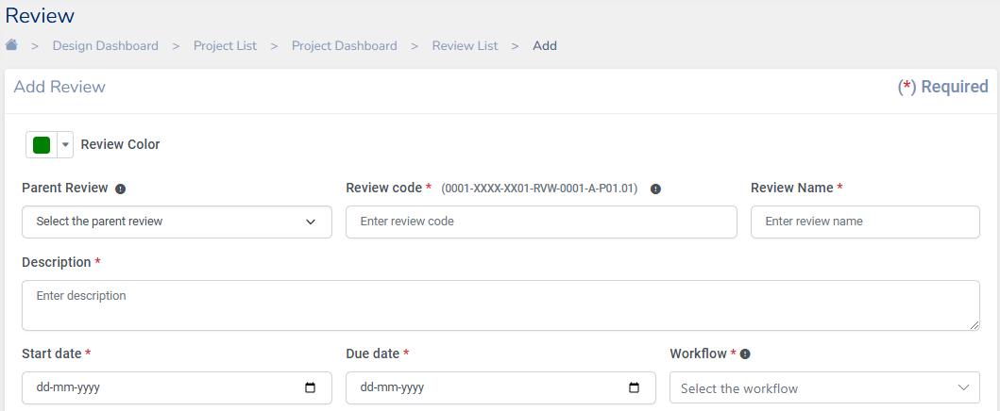 Review
> Design Dashboard > Project List > Project Dashboard > Review List > Add
Add Review (*) Required
Review Color
Parent Review Review code * (0001-XXXX-XX01-RVW-0001-A-P01.01) Review Name *
Select the parent review Enter review code Enter review name
Description *
Enter description
Start date * Due date * Workflow *
dd-mm-yyyy dd-mm-yyyy Select the workflow